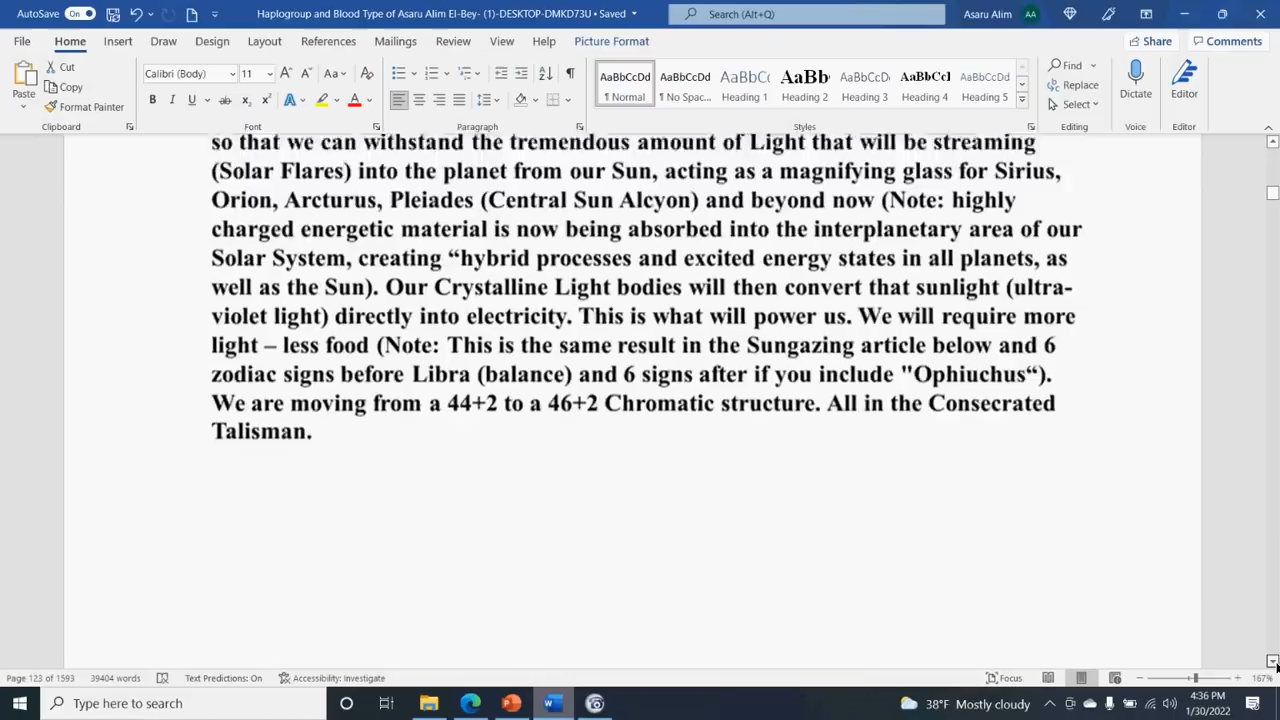 AutoSave On Haplogroup and Blood Type of Asaru Alim El-Bey- (1)-DESKTOP-DMKD73U • Saved Search (Alt+Q) Asaru Alim AA
File Home Insert Draw Design Layout References Mailings Review View Help Picture Format Share Comments
Paste Cut Copy Format Painter
Calibri (Body) 11
AaBbCcDd AaBbCcDd AaBbCc AaBb AaBbCcDd AaBbCcI AaBbCcDd
¶ Normal ¶ No Spac... Heading 1 Heading 2 Heading 3 Heading 4 Heading 5
Find Replace Select Dictate Editor
Clipboard Font Paragraph Styles Editing Voice Editor
so that we can withstand the tremendous amount of Light that will be streaming
(Solar Flares) into the planet from our Sun, acting as a magnifying glass for Sirius,
Orion, Arcturus, Pleiades (Central Sun Alcyon) and beyond now (Note: highly
charged energetic material is now being absorbed into the interplanetary area of our
Solar System, creating “hybrid processes and excited energy states in all planets, as
well as the Sun). Our Crystalline Light bodies will then convert that sunlight (ultra-
violet light) directly into electricity. This is what will power us. We will require more
light – less food (Note: This is the same result in the Sungazing article below and 6
zodiac signs before Libra (balance) and 6 signs after if you include "Ophiuchus“).
We are moving from a 44+2 to a 46+2 Chromatic structure. All in the Consecrated
Talisman.
Page 123 of 1593 39404 words Text Predictions: On Accessibility: Investigate Focus 167%
Type here to search 38°F Mostly cloudy 4:36 PM
1/30/2022